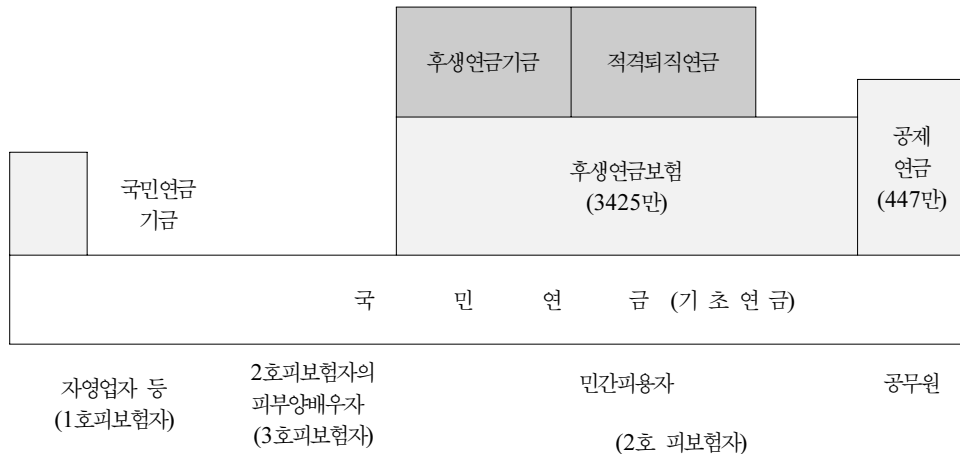 후생연금기금
적격퇴직연금
공제
연금
(447만)
후생연금보험
(3425만)
국민연금
기금
국 민 연 금 (기 초 연 금)
자영업자 등
(1호피보험자)
2호피보험자의
피부양배우자
(3호피보험자)
민간피용자
(2호 피보험자)
공무원